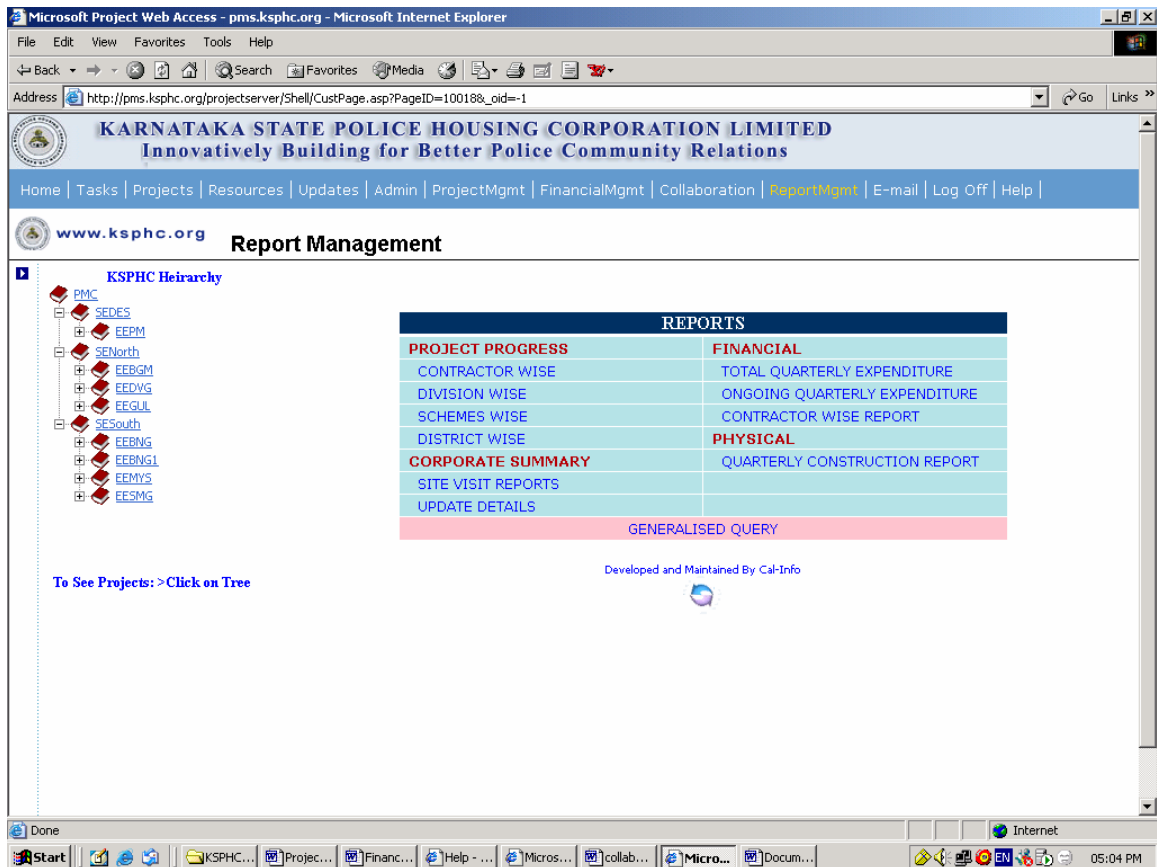 Microsoft Project Web Access - pms.ksphc.org - Microsoft Internet Explorer
File Edit View Favorites Tools Help
Back Search Favorites Media
Address http://pms.ksphc.org/projectserver/Shell/CustPage.asp?PageID=10018&_oid=-1 Go Links »
KARNATAKA STATE POLICE HOUSING CORPORATION LIMITED
Innovatively Building for Better Police Community Relations
Home | Tasks | Projects | Resources | Updates | Admin | ProjectMgmt | FinancialMgmt | Collaboration | ReportMgmt | E-mail | Log Off | Help |
www.ksphc.org Report Management
KSPHC Heirarchy
PMC
SEDES
EEPM
SENorth
EEBGM
EEDVG
EEGUL
SESouth
EEBNG
EEBNG1
EEMYS
EESMG
To See Projects: >Click on Tree
REPORTS
PROJECT PROGRESS FINANCIAL
CONTRACTOR WISE TOTAL QUARTERLY EXPENDITURE
DIVISION WISE ONGOING QUARTERLY EXPENDITURE
SCHEMES WISE CONTRACTOR WISE REPORT
DISTRICT WISE PHYSICAL
CORPORATE SUMMARY QUARTERLY CONSTRUCTION REPORT
SITE VISIT REPORTS
UPDATE DETAILS
GENERALISED QUERY
Developed and Maintained By Cal-Info
Done Internet
Start KSPHC... Projec... Financ... Help - ... Micros... collab... Micro... Docum... EN 05:04 PM